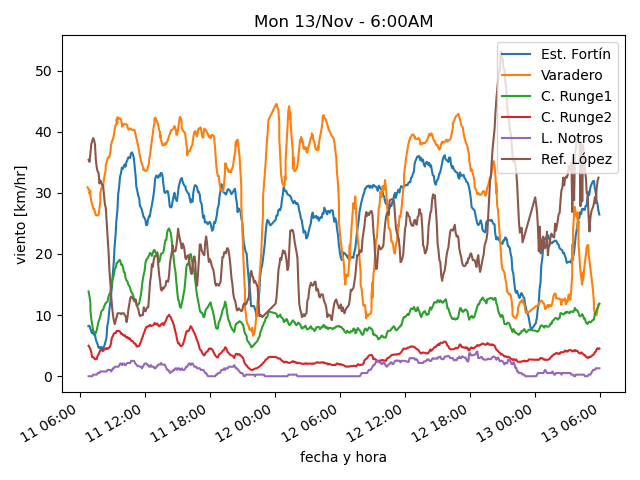 Mon 13/Nov - 6:00AM
Est. Fortín
Varadero
C. Runge1
C. Runge2
L. Notros
Ref. López
viento [km/hr]
50
40
30
20
10
0
11 06:00
11 12:00
11 18:00
12 00:00
12 06:00
12 12:00
12 18:00
13 00:00
13 06:00
fecha y hora